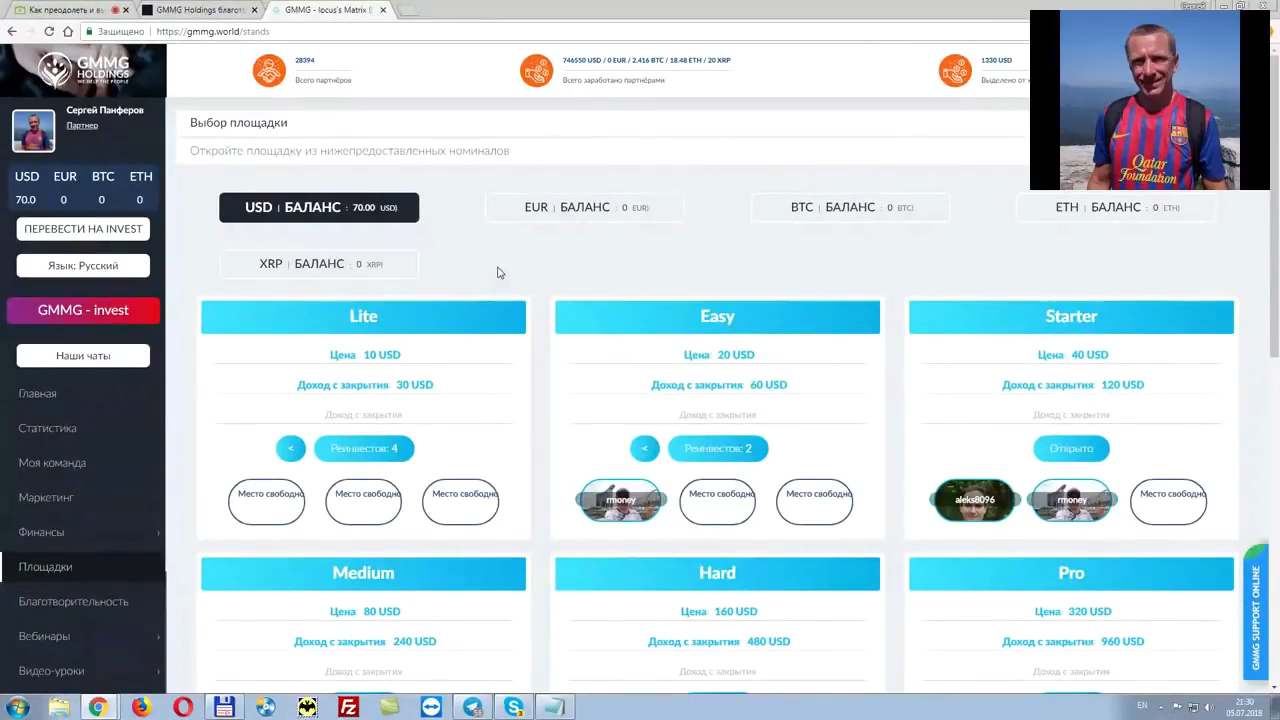 Как преодолеть в
GMMG Holdings благот
GMMG - locus's Matrix
Защищено
https://gmmg.world/stands
GMMG
HOLDINGS
WE HELP THE PEOPLE
28394
Всего партнёров
746550 USD / 0 EUR / 2.416 BTC / 18.48 ETH / 20 XRP
Всего заработано партнёрами
1330 USD
Выделено от
Qatar
Foundation
Сергей Панферов
Партнер
USD EUR BTC ETH
70.0 0 0 0
ПЕРЕВЕСТИ НА INVEST
Язык: Русский
GMMG - invest
Наши чаты
Главная
Статистика
Моя команда
Маркетинг
Финансы
Площадки
Благотворительность
Вебинары
Видео-уроки
Выбор площадки
Откройте площадку из нижепредоставленных номиналов
USD | БАЛАНС : 70.00 USD)
EUR | БАЛАНС : 0 EUR)
BTC | БАЛАНС : 0 BTC)
ETH | БАЛАНС : 0 ETH)
XRP | БАЛАНС : 0 XRP)
Lite
Цена 10 USD
Доход с закрытия 30 USD
Доход с закрытия
< Реинвестов: 4
Место свободно Место свободно Место свободно
Easy
Цена 20 USD
Доход с закрытия 60 USD
Доход с закрытия
< Реинвестов: 2
rmoney Место свободно Место свободно
Starter
Цена 40 USD
Доход с закрытия 120 USD
Доход с закрытия
Открыто
aleks8096 rmoney Место свободно
Medium
Цена 80 USD
Доход с закрытия 240 USD
Доход с закрытия
Hard
Цена 160 USD
Доход с закрытия 480 USD
Доход с закрытия
Pro
Цена 320 USD
Доход с закрытия 960 USD
Доход с закрытия
GMMG SUPPORT ONLINE
EN
21:30
05.07.2018